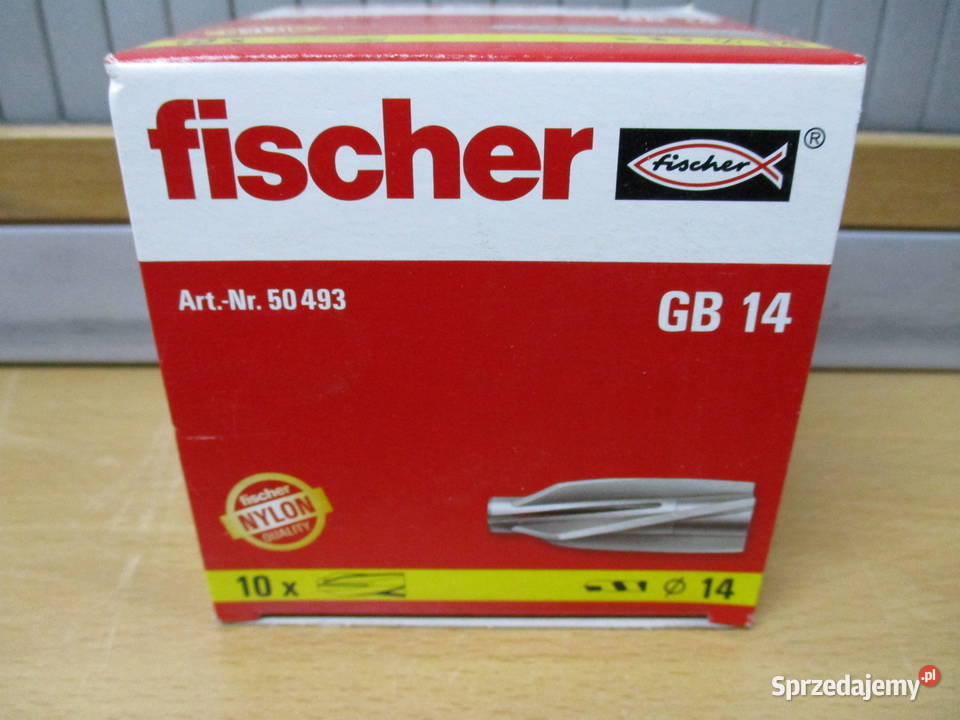 fischer
fischer ®
Art.-Nr. 50 493
GB 14
fischer
NYLON
QUALITY
10 x
Ø 14
Sprzedajemy.pl